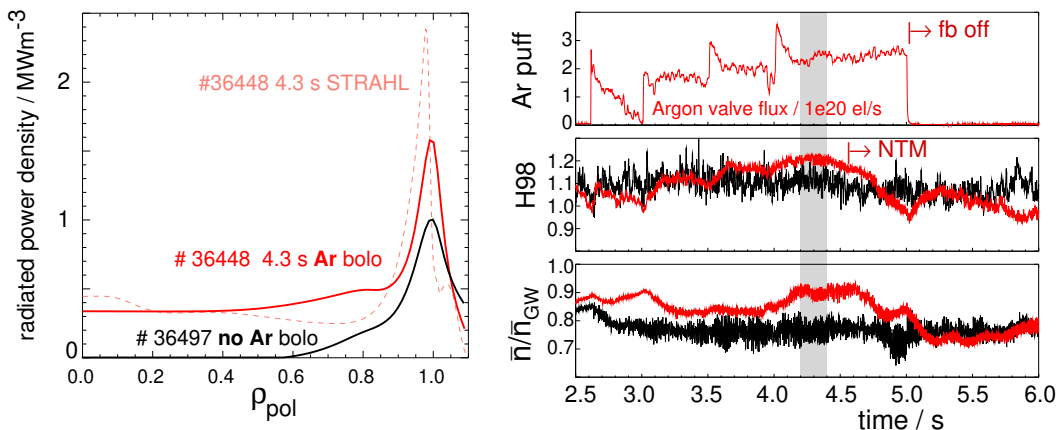 radiated power density / MWm⁻³
2
1
0
#36448 4.3 s STRAHL
# 36448 4.3 s Ar bolo
# 36497 no Ar bolo
0.0 0.2 0.4 0.6 0.8 1.0
ρpol
Ar puff
3
2
1
0
↦ fb off
Argon valve flux / 1e20 el/s
H98
1.2
1.1
1.0
0.9
↦ NTM
n̅/n̅GW
1.0
0.9
0.8
0.7
2.5 3.0 3.5 4.0 4.5 5.0 5.5 6.0
time / s